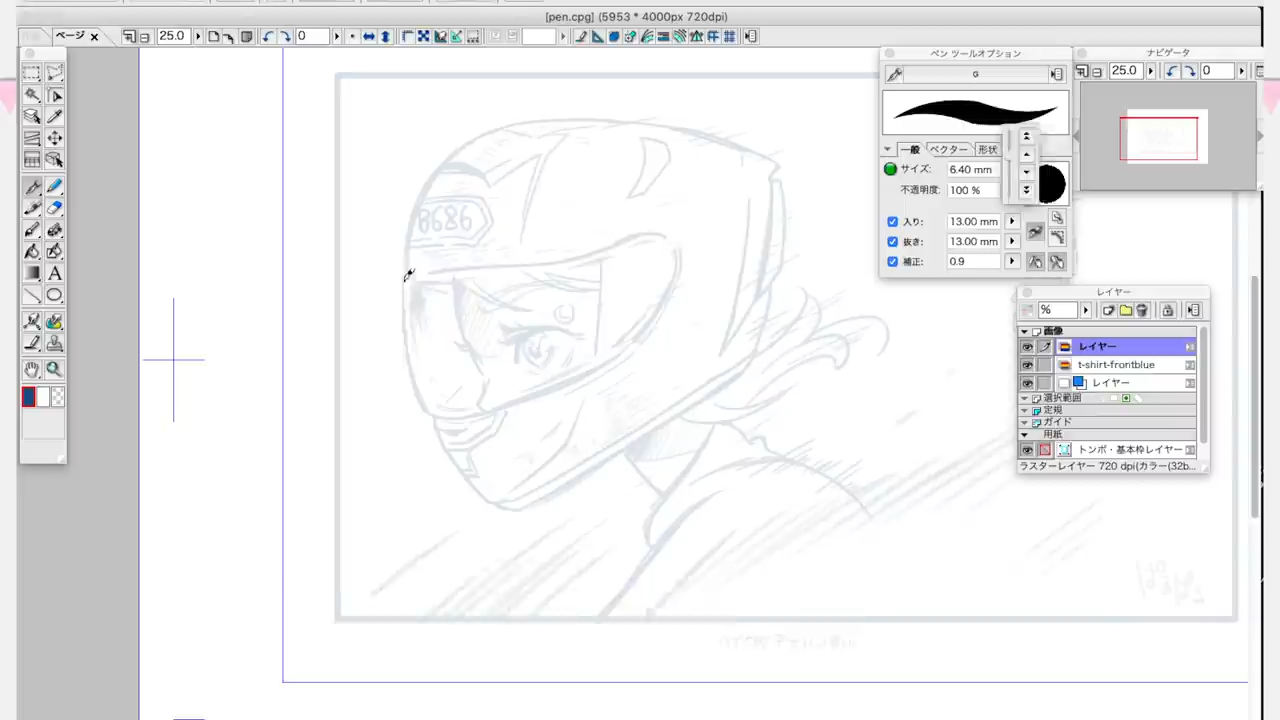 [pen.cpg] (5953 * 4000px 720dpi)
ページ
25.0
0
ペン ツールオプション
G
一般 ベクター 形状
サイズ: 6.40 mm
不透明度: 100 %
入り: 13.00 mm
抜き: 13.00 mm
補正: 0.9
ナビゲータ
25.0 0
レイヤー
%
画像
レイヤー
t-shirt-frontblue
レイヤー
選択範囲
定規
ガイド
用紙
トンボ・基本枠レイヤー
ラスターレイヤー 720 dpi(カラー(32b...
A
8686